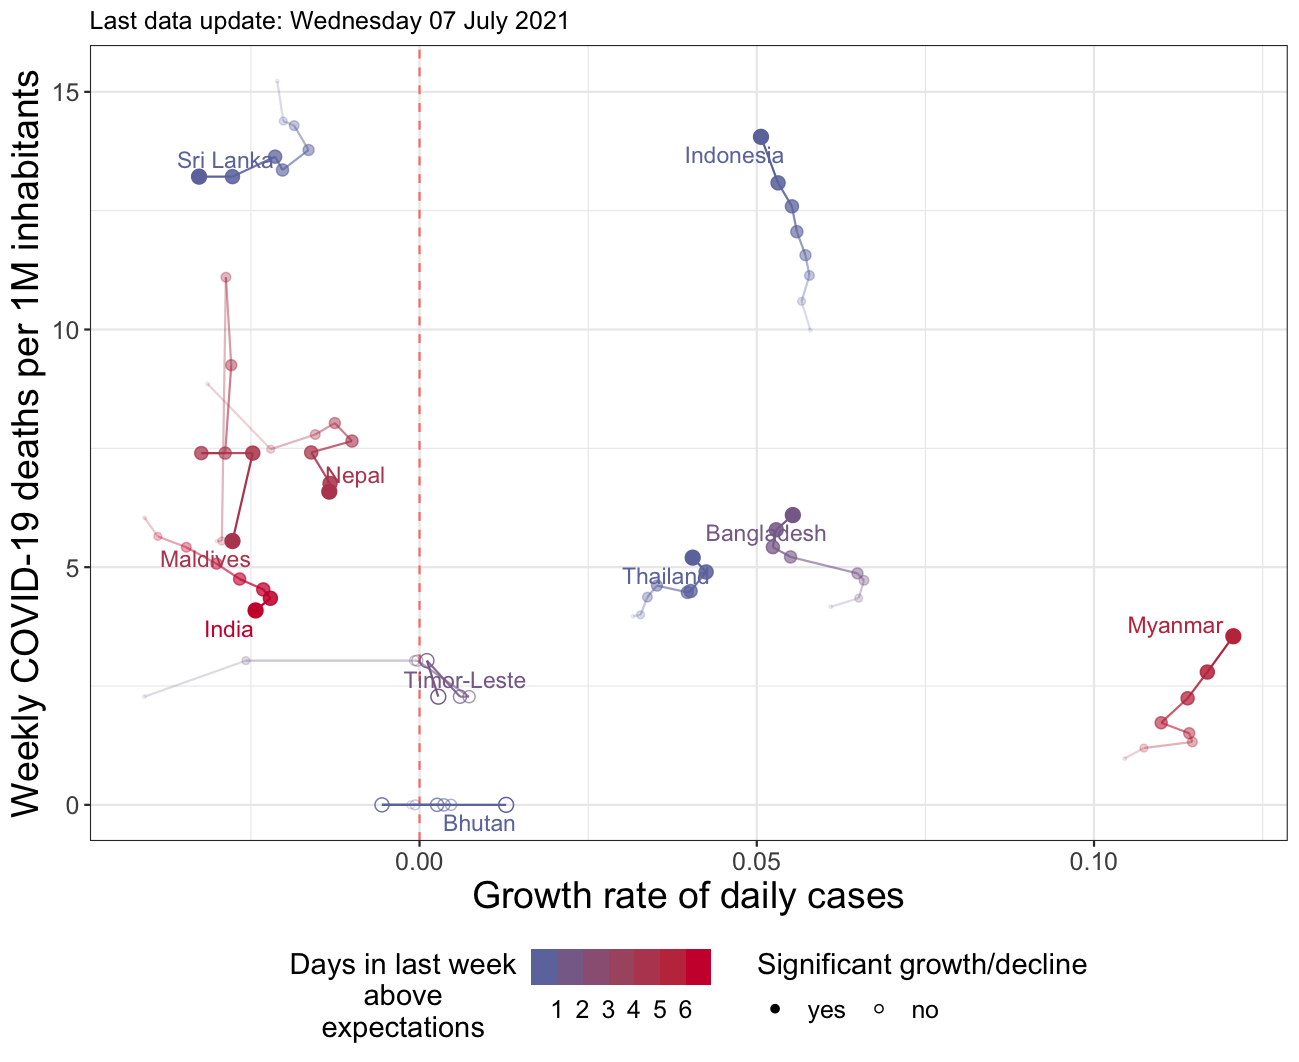 Last data update: Wednesday 07 July 2021
Weekly COVID-19 deaths per 1M inhabitants
15
10
5
0
Sri Lanka
Indonesia
Nepal
Bangladesh
Maldives
Thailand
India
Myanmar
Timor-Leste
Bhutan
0.00
0.05
0.10
Growth rate of daily cases
Days in last week
above
expectations
1 2 3 4 5 6
Significant growth/decline
yes no